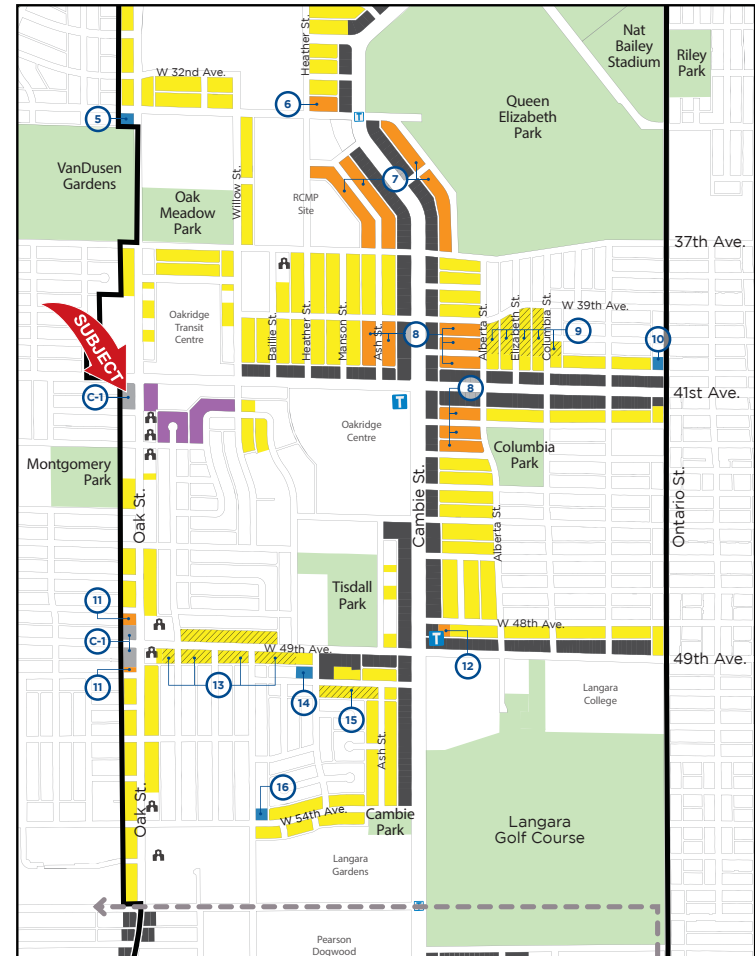 Heather St.
Nat
Bailey
Stadium
Riley
Park
W 32nd Ave.
Queen
Elizabeth
Park
6
5
T
VanDusen
Gardens
Oak
Meadow
Park
Willow St.
RCMP
Site
7
37th Ave.
Oakridge
Transit
Centre
Baillie St.
Heather St.
Manson St.
Ash St.
8
Alberta St.
Elizabeth St.
Columbia St.
W 39th Ave.
9
10
SUBJECT
C-1
T
8
41st Ave.
Oakridge
Centre
Columbia
Park
Montgomery
Park
Oak St.
Cambie St.
Alberta St.
Ontario St.
Tisdall
Park
11
C-1
11
W 49th Ave.
W 48th Ave.
T
12
49th Ave.
13
14
15
Langara
College
Ash St.
16
Oak St.
W 54th Ave.
Cambie
Park
Langara
Golf Course
Langara
Gardens
T
Pearson
Dogwood